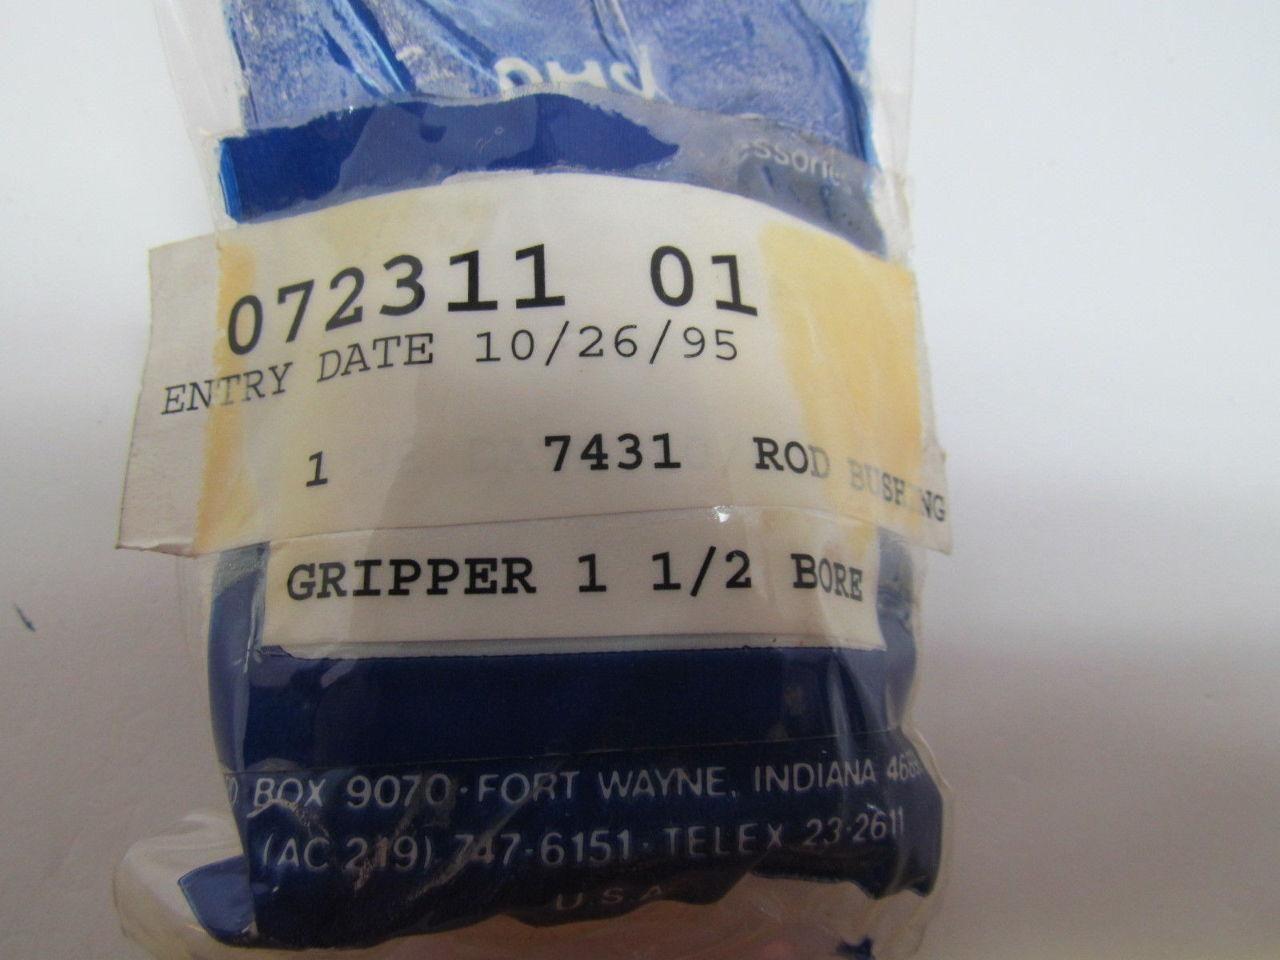 PHD
072311 01
ENTRY DATE 10/26/95
1 7431 ROD BUSHING
GRIPPER 1 1/2 BORE
BOX 9070·FORT WAYNE, INDIANA
(AC 219) 747-6151·TELEX 23-2611
U.S.A.